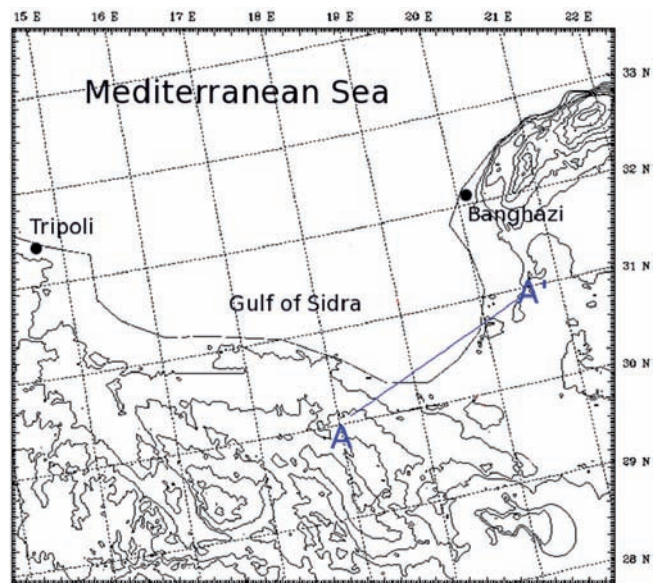 15 E 16 E 17 E 18 E 19 E 20 E 21 E 22 E
33 N
Mediterranean Sea
32 N
Banghazi
Tripoli
31 N
A'
Gulf of Sidra
30 N
A
29 N
28 N